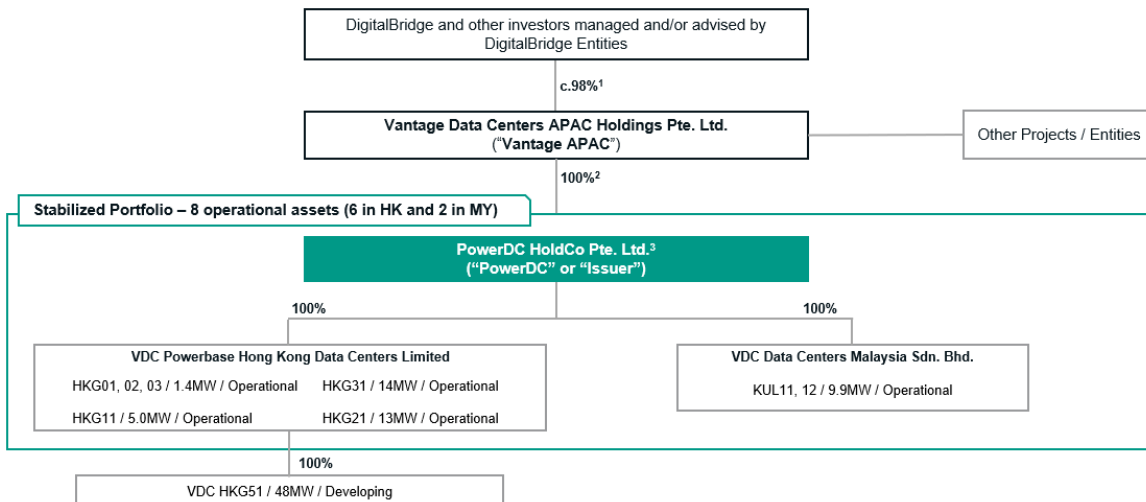 DigitalBridge and other investors managed and/or advised by
DigitalBridge Entities
c.98%¹
Vantage Data Centers APAC Holdings Pte. Ltd.
(“Vantage APAC”)
Other Projects / Entities
100%²
Stabilized Portfolio – 8 operational assets (6 in HK and 2 in MY)
PowerDC HoldCo Pte. Ltd.³
(“PowerDC” or “Issuer”)
100%
100%
VDC Powerbase Hong Kong Data Centers Limited
HKG01, 02, 03 / 1.4MW / Operational
HKG31 / 14MW / Operational
HKG11 / 5.0MW / Operational
HKG21 / 13MW / Operational
VDC Data Centers Malaysia Sdn. Bhd.
KUL11, 12 / 9.9MW / Operational
100%
VDC HKG51 / 48MW / Developing